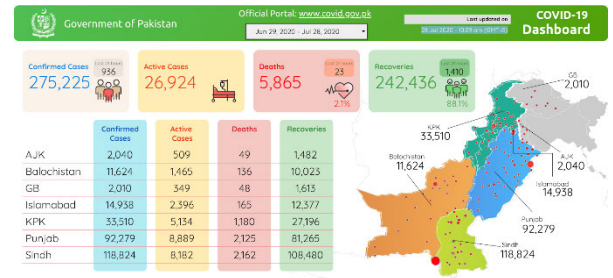 Government of Pakistan
Official Portal: www.covid.gov.pk
Jun 29, 2020 - Jul 28, 2020
Last updated on
COVID-19
Dashboard
Confirmed Cases
275,225
936
Active Cases
26,924
Deaths
5,865
23
2.1%
Recoveries
242,436
1,410
88.1%
Confirmed Cases Active Cases Deaths Recoveries
AJK 2,040 509 49 1,482
Balochistan 11,624 1,465 136 10,023
GB 2,010 349 48 1,613
Islamabad 14,938 2,396 165 12,377
KPK 33,510 5,134 1,180 27,196
Punjab 92,279 8,889 2,125 81,265
Sindh 118,824 8,182 2,162 108,480
GB
2,010
KPK
33,510
Balochistan
11,624
AJK
2,040
Islamabad
14,938
Punjab
92,279
Sindh
118,824